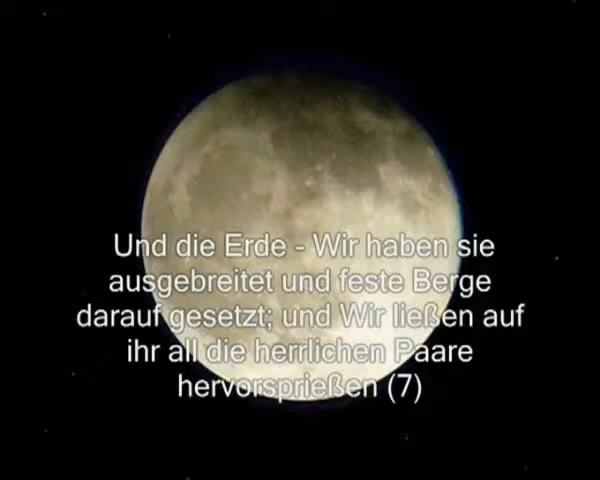 Und die Erde - Wir haben sie
ausgebreitet und feste Berge
darauf gesetzt; und Wir ließen auf
ihr all die herrlichen Paare
hervorsprießen (7)